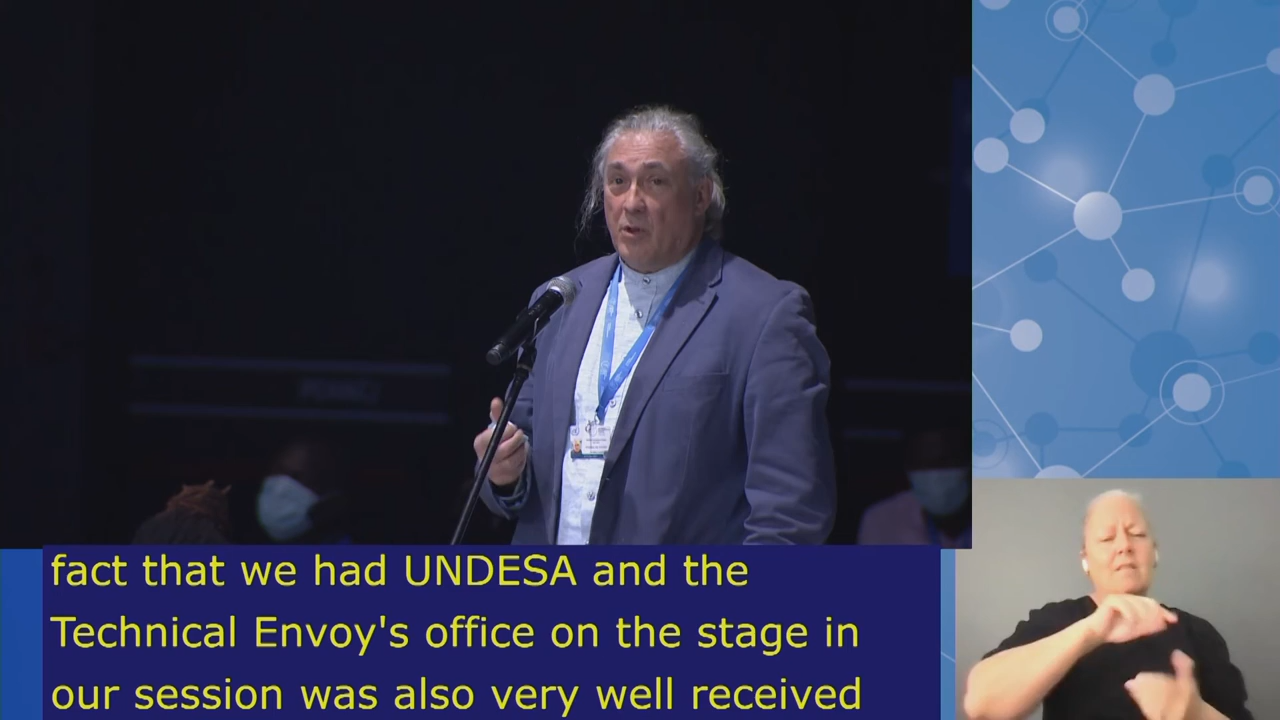 fact that we had UNDESA and the
Technical Envoy's office on the stage in
our session was also very well received